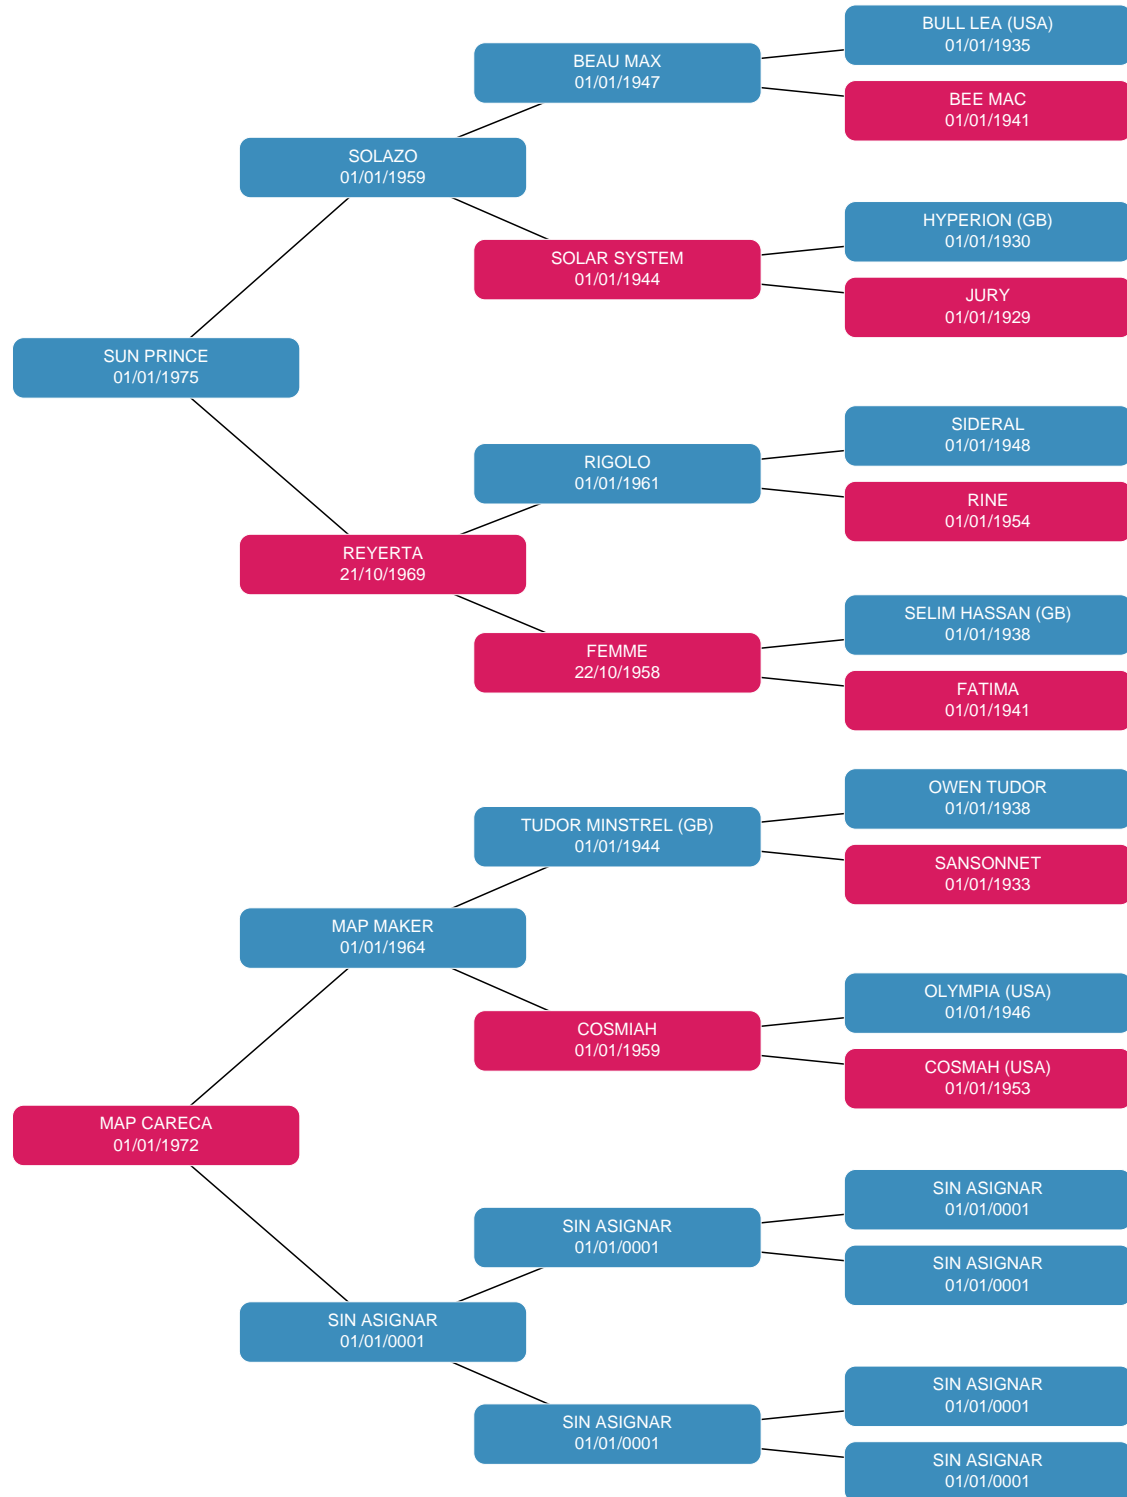 BULL LEA (USA)
01/01/1935
BEAU MAX
01/01/1947
BEE MAC
01/01/1941
SOLAZO
01/01/1959
HYPERION (GB)
01/01/1930
SOLAR SYSTEM
01/01/1944
JURY
01/01/1929
SUN PRINCE
01/01/1975
SIDERAL
01/01/1948
RIGOLO
01/01/1961
RINE
01/01/1954
REYERTA
21/10/1969
SELIM HASSAN (GB)
01/01/1938
FEMME
22/10/1958
FATIMA
01/01/1941
OWEN TUDOR
01/01/1938
TUDOR MINSTREL (GB)
01/01/1944
SANSONNET
01/01/1933
MAP MAKER
01/01/1964
OLYMPIA (USA)
01/01/1946
COSMIAH
01/01/1959
COSMAH (USA)
01/01/1953
MAP CARECA
01/01/1972
SIN ASIGNAR
01/01/0001
SIN ASIGNAR
01/01/0001
SIN ASIGNAR
01/01/0001
SIN ASIGNAR
01/01/0001
SIN ASIGNAR
01/01/0001
SIN ASIGNAR
01/01/0001
SIN ASIGNAR
01/01/0001